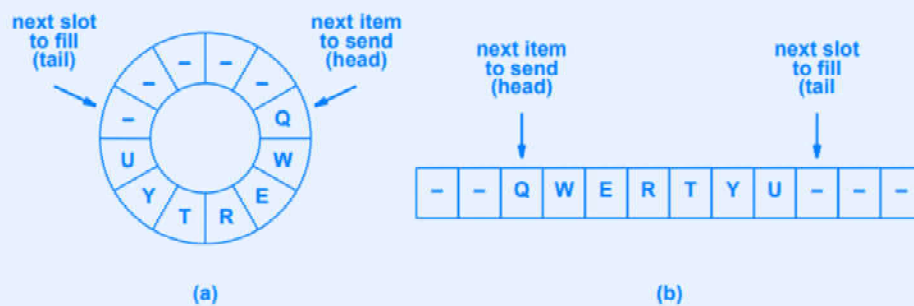 next slot
to fill
(tail)
next item
to send
(head)
– – – – – Q W E R T Y U
(a)
next item
to send
(head)
next slot
to fill
(tail
– – Q W E R T Y U – – –
(b)